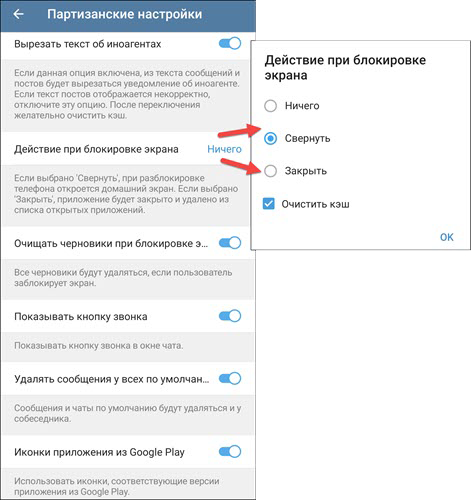 Партизанские настройки
Вырезать текст об иноагентах
Если данная опция включена, из текста сообщений и
постов будет вырезаться уведомление об иноагенте.
Если текст постов отображается некорректно,
отключите эту опцию. После переключения
желательно очистить кэш.
Действие при блокировке экрана Ничего
Если выбрано 'Свернуть', при разблокировке
телефона откроется домашний экран. Если выбрано
'Закрыть', приложение будет закрыто и удалено из
списка открытых приложений.
Очищать черновики при блокировке э...
Все черновики будут удаляться, если пользователь
заблокирует экран.
Показывать кнопку звонка
Показывать кнопку звонка в окне чата.
Удалять сообщения у всех по умолчан...
Сообщения и чаты по умолчанию будут удаляться и у
собеседника.
Иконки приложения из Google Play
Использовать иконки, соответствующие версии
приложения из Google Play.
Действие при блокировке
экрана
Ничего
Свернуть
Закрыть
Очистить кэш
OK